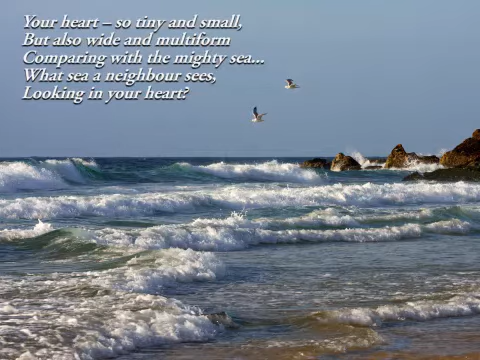 Your heart – so tiny and small,
But also wide and multiform
Comparing with the mighty sea...
What sea a neighbour sees,
Looking in your heart?